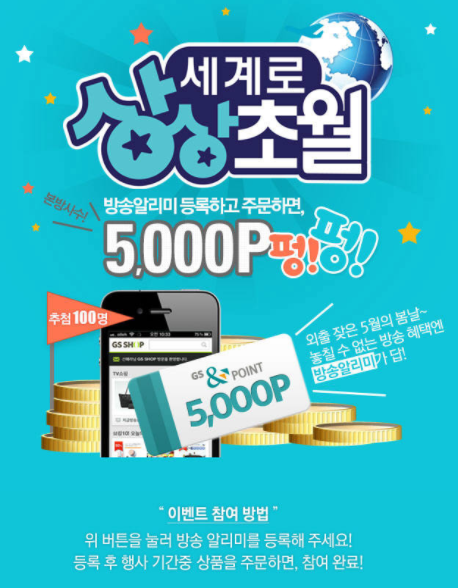 세계로
상상초월
본방사수!
방송알리미 등록하고 주문하면,
5,000P 펑! 펑!
추첨 100명
GS SHOP
TV쇼핑
GS & POINT
5,000P
외출 잦은 5월의 봄날~
놓칠 수 없는 방송 혜택엔
방송알리미가 답!
“ 이벤트 참여 방법 ”
위 버튼을 눌러 방송 알리미를 등록해 주세요!
등록 후 행사 기간중 상품을 주문하면, 참여 완료!